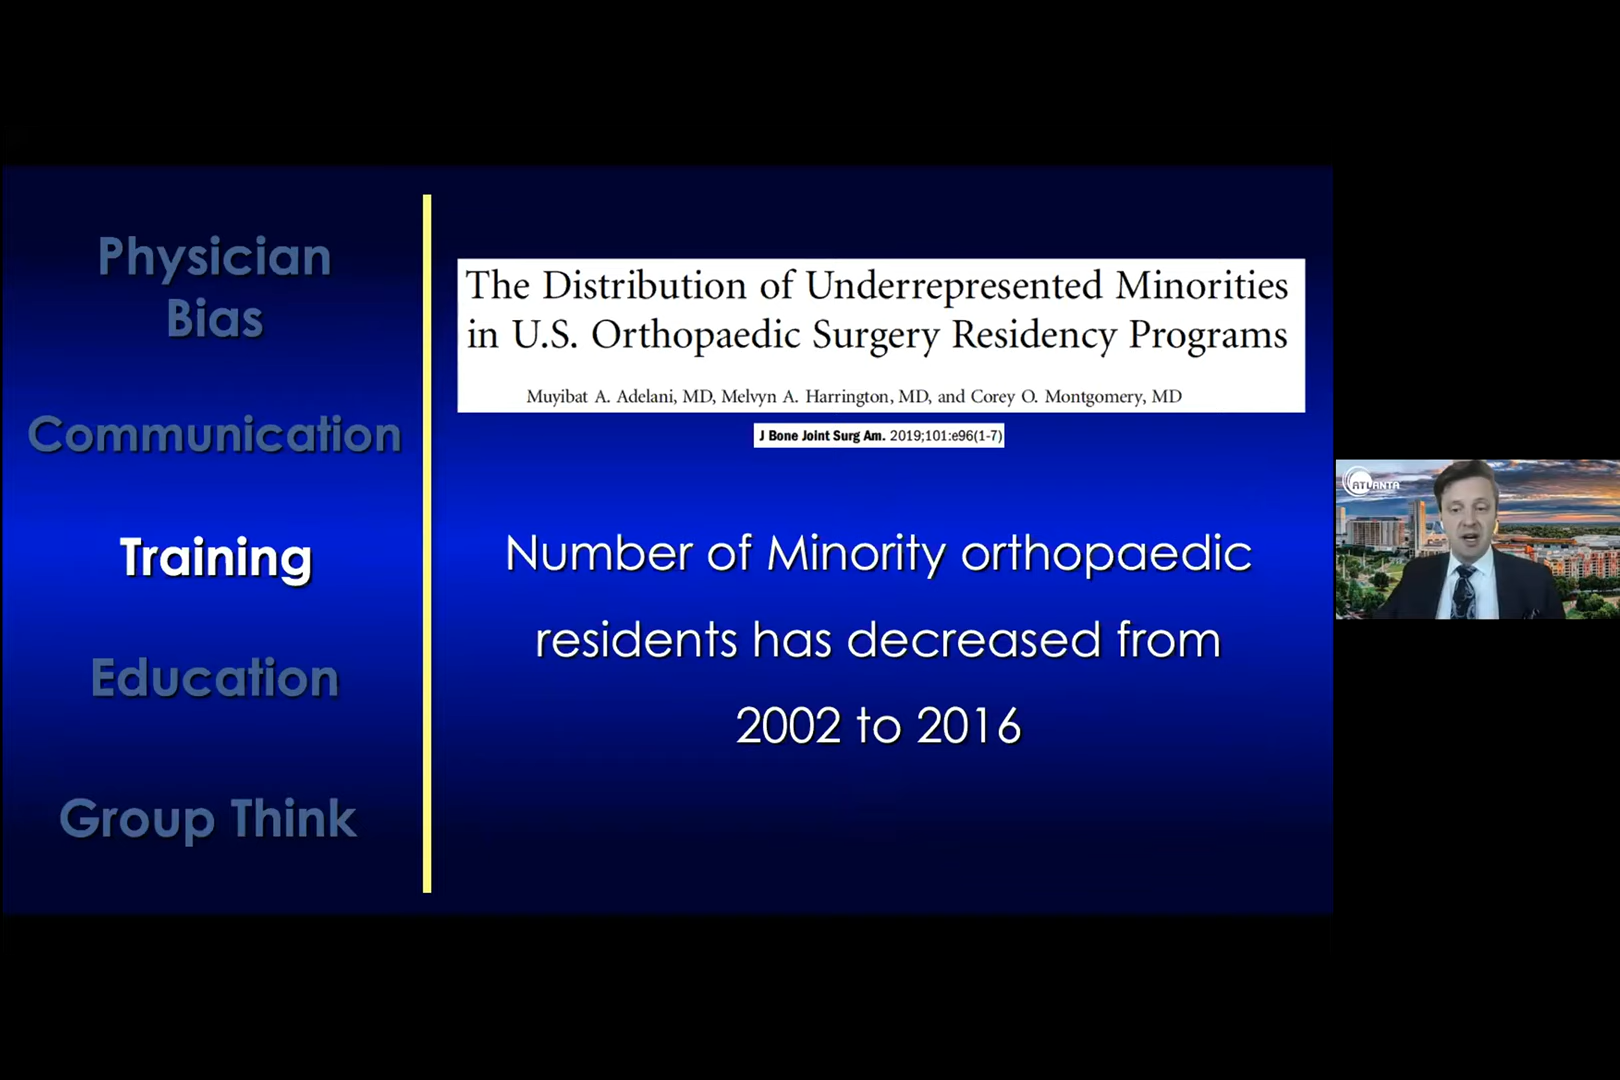 Physician
Bias
Communication
Training
Education
Group Think
The Distribution of Underrepresented Minorities
in U.S. Orthopaedic Surgery Residency Programs
Muyibat A. Adelani, MD, Melvyn A. Harrington, MD, and Corey O. Montgomery, MD
J Bone Joint Surg Am. 2019;101:e96(1-7)
Number of Minority orthopaedic
residents has decreased from
2002 to 2016
ATLANTA